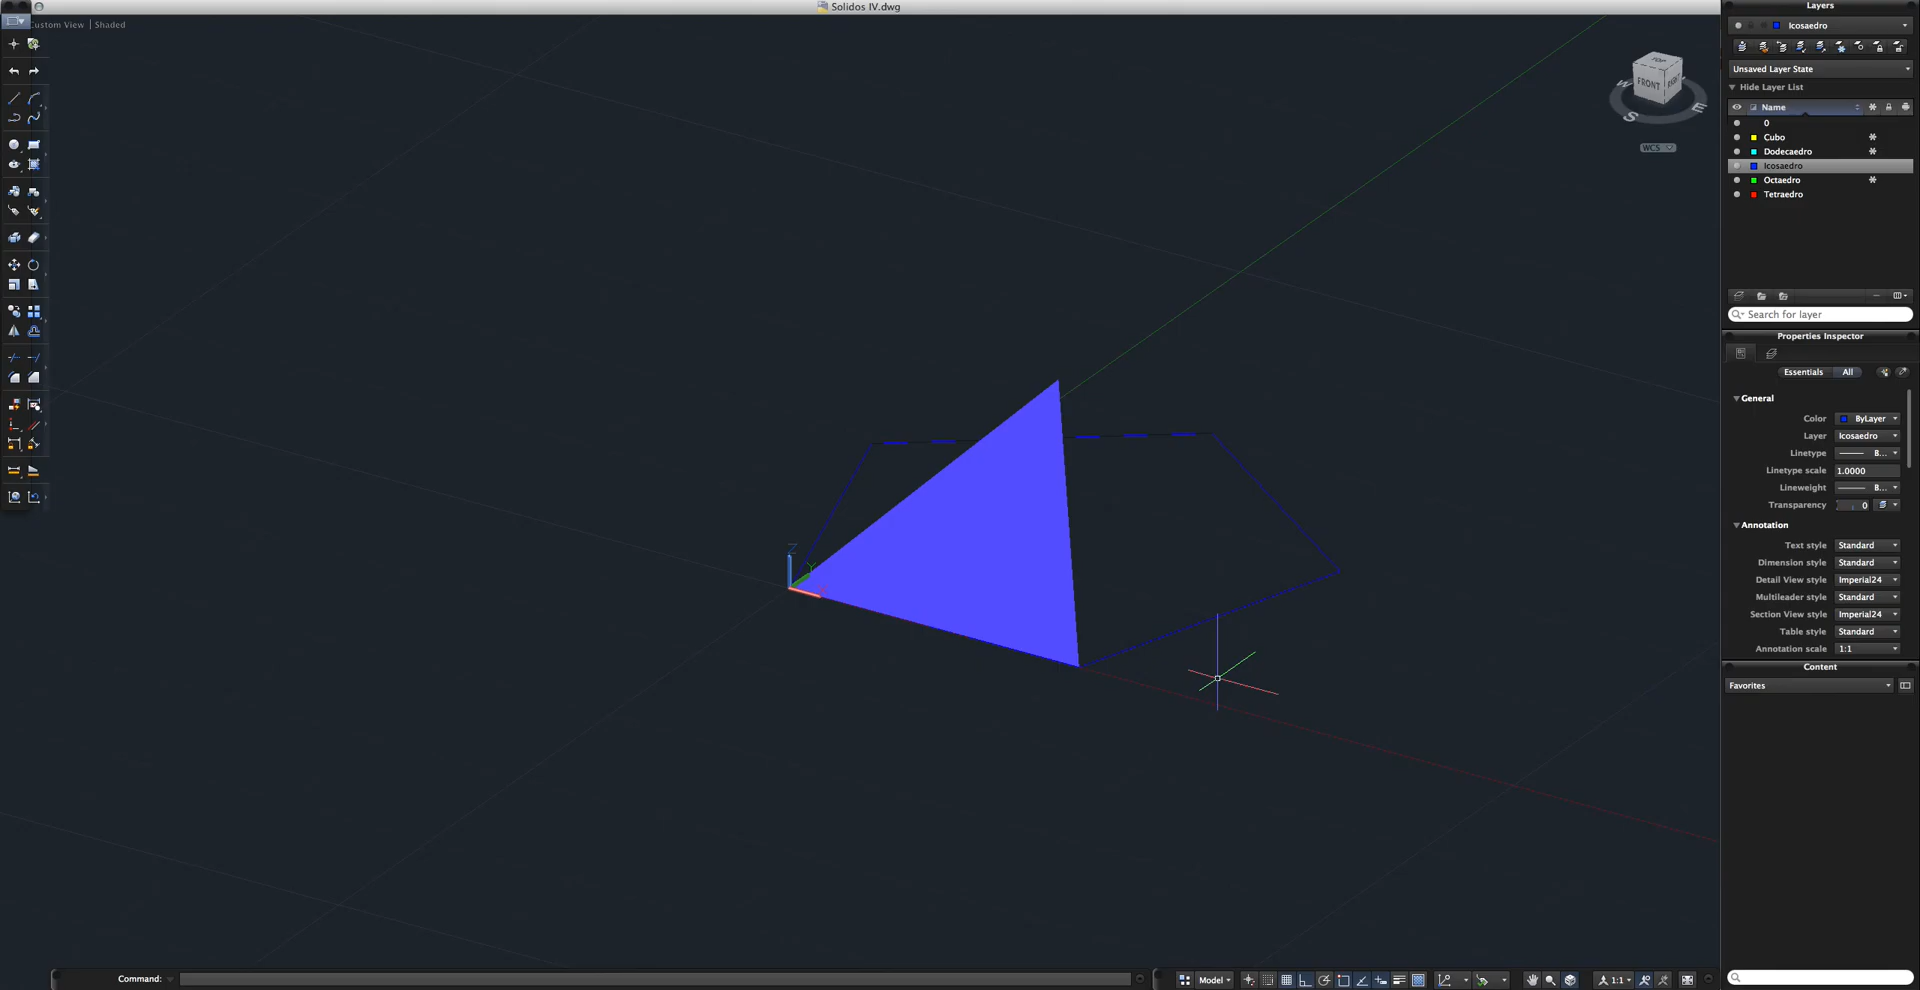 Solidos IV.dwg
Custom View | Shaded
TOP
FRONT
RIGHT
W
S
E
WCS
Z
Y
Command:
Model
1:1
Layers
Icosaedro
Unsaved Layer State
Hide Layer List
Name
0
Cubo
Dodecaedro
Icosaedro
Octaedro
Tetraedro
Search for layer
Properties Inspector
Essentials All
General
Color ByLayer
Layer Icosaedro
Linetype B...
Linetype scale 1.0000
Lineweight B...
Transparency 0
Annotation
Text style Standard
Dimension style Standard
Detail View style Imperial24
Multileader style Standard
Section View style Imperial24
Table style Standard
Annotation scale 1:1
Content
Favorites